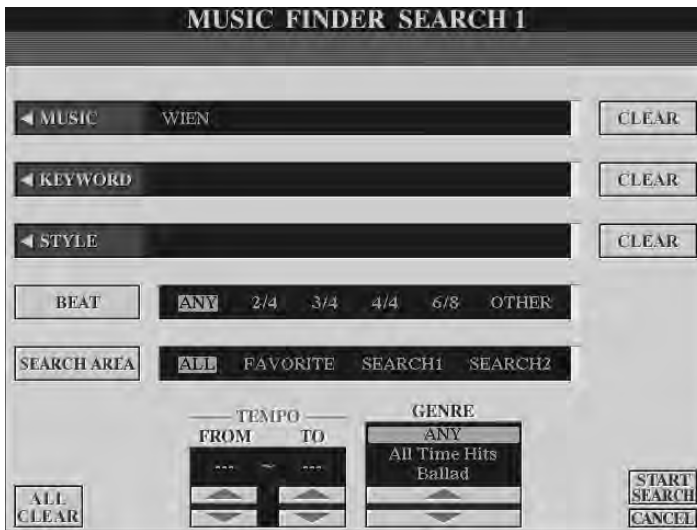 MUSIC FINDER SEARCH 1
MUSIC WIEN CLEAR
KEYWORD CLEAR
STYLE CLEAR
BEAT ANY 2/4 3/4 4/4 6/8 OTHER
SEARCH AREA ALL FAVORITE SEARCH1 SEARCH2
TEMPO GENRE
FROM TO ANY
--- ~ --- All Time Hits
Ballad
ALL CLEAR
START SEARCH
CANCEL